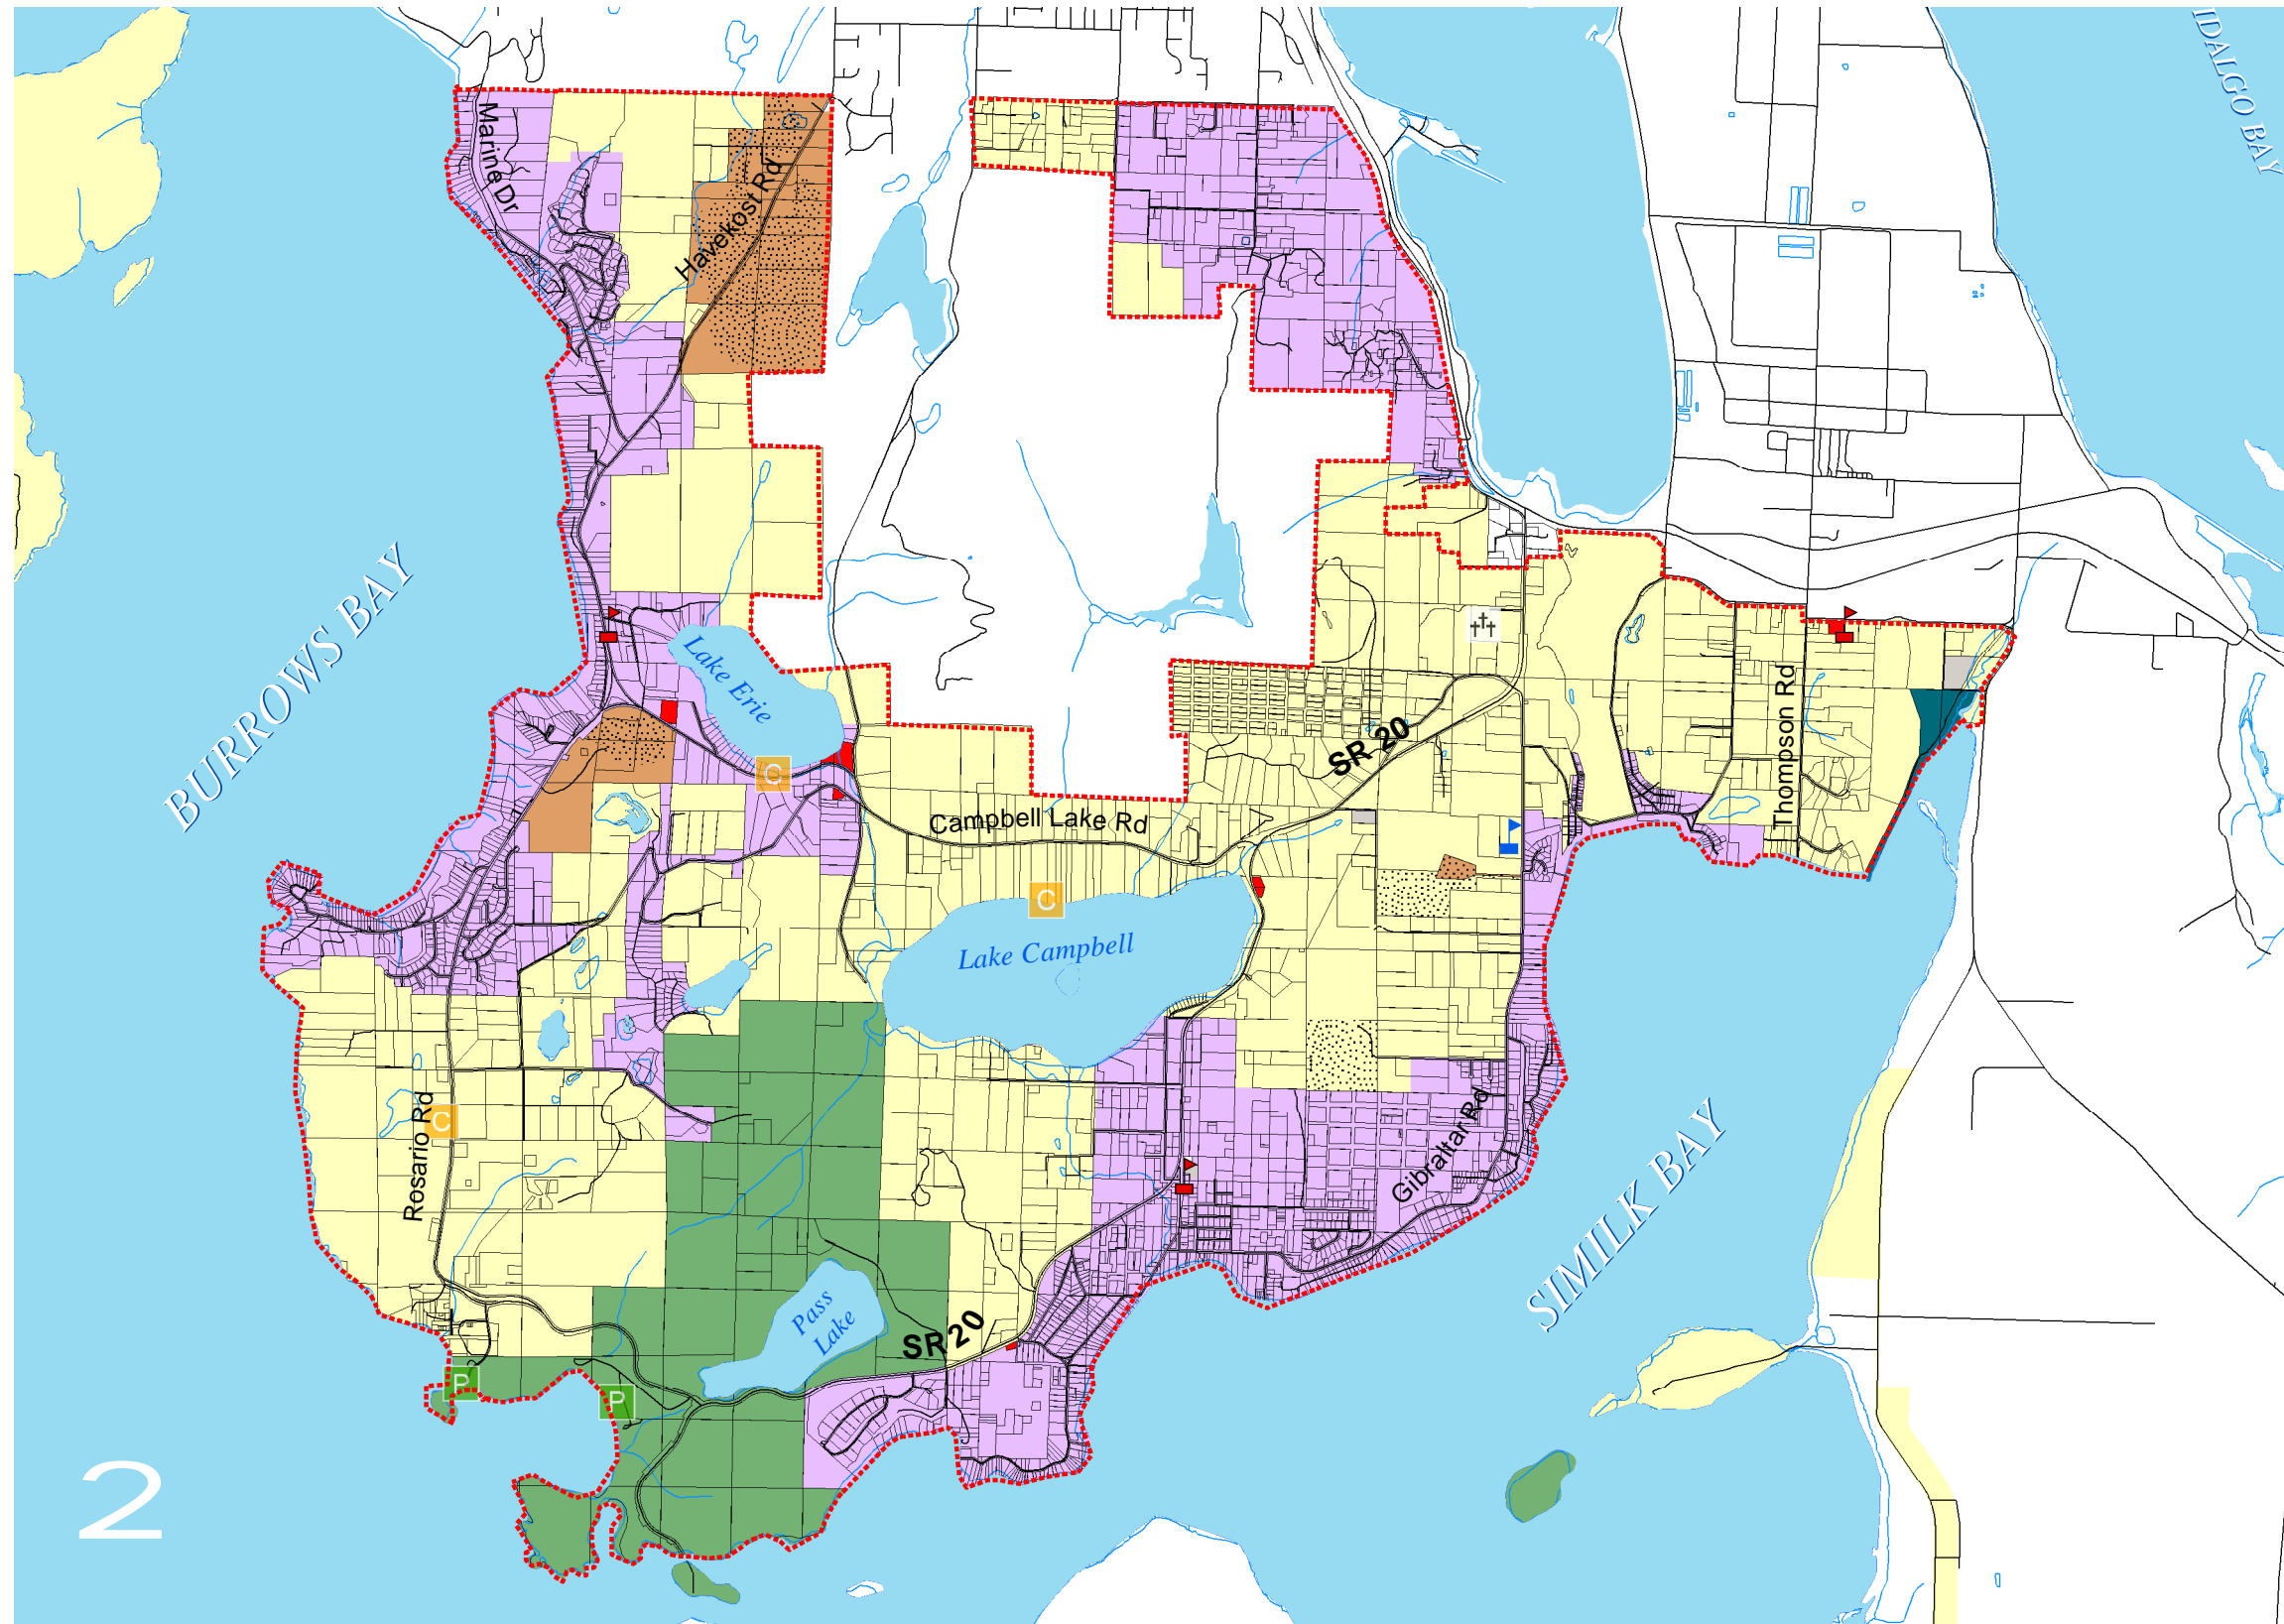 IDALGO BAY
Marine Dr
Havekost Rd
BURROWS BAY
Lake Erie
C
SR 20
Thompson Rd
Campbell Lake Rd
C
Lake Campbell
Rosario Rd
C
Gibraltar Rd
SIMILK BAY
Pass
Lake
SR 20
P
P
2